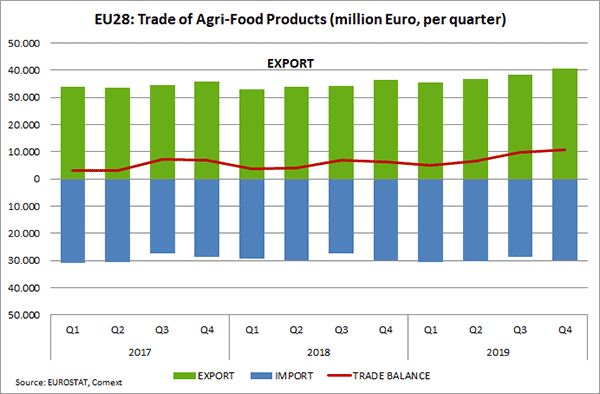 EU28: Trade of Agri-Food Products (million Euro, per quarter)
50.000
EXPORT
40.000
30.000
20.000
10.000
0
10.000
20.000
30.000
40.000
50.000
Q1 Q2 Q3 Q4 Q1 Q2 Q3 Q4 Q1 Q2 Q3 Q4
2017 2018 2019
EXPORT IMPORT TRADE BALANCE
Source: EUROSTAT, Comext